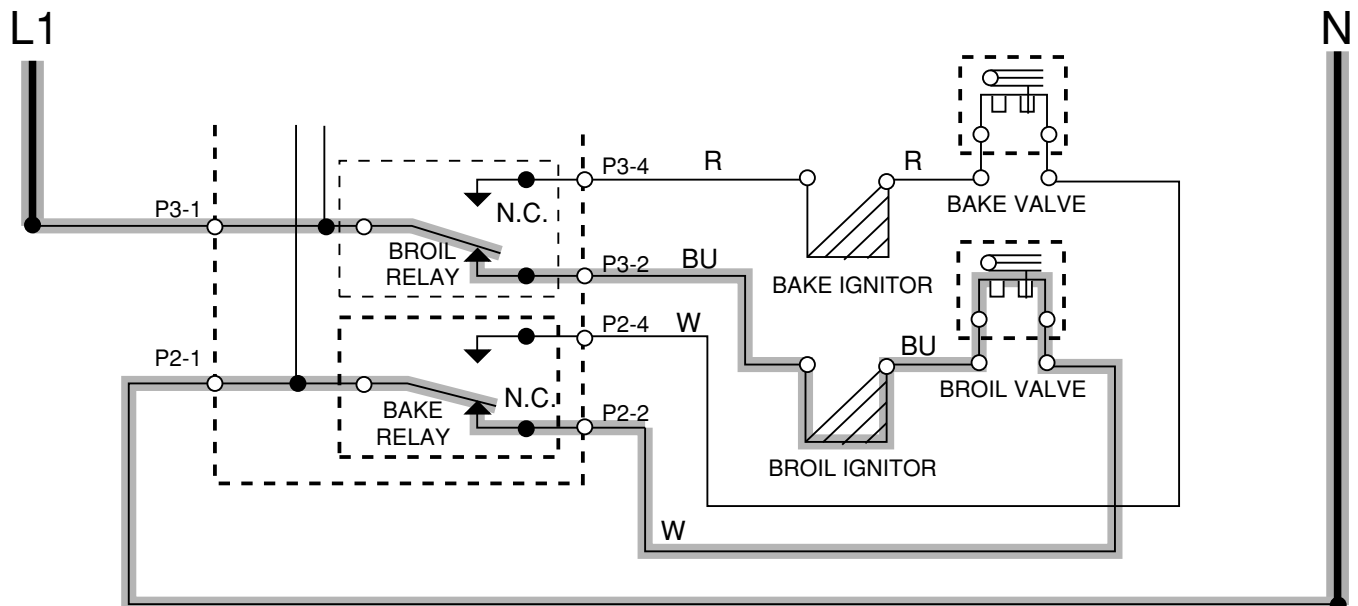 L1
N
P3-4
R
R
N.C.
BAKE VALVE
P3-1
BROIL
RELAY
P3-2
BU
BAKE IGNITOR
P2-4
W
P2-1
BU
BROIL VALVE
N.C.
BAKE
RELAY
P2-2
BROIL IGNITOR
W